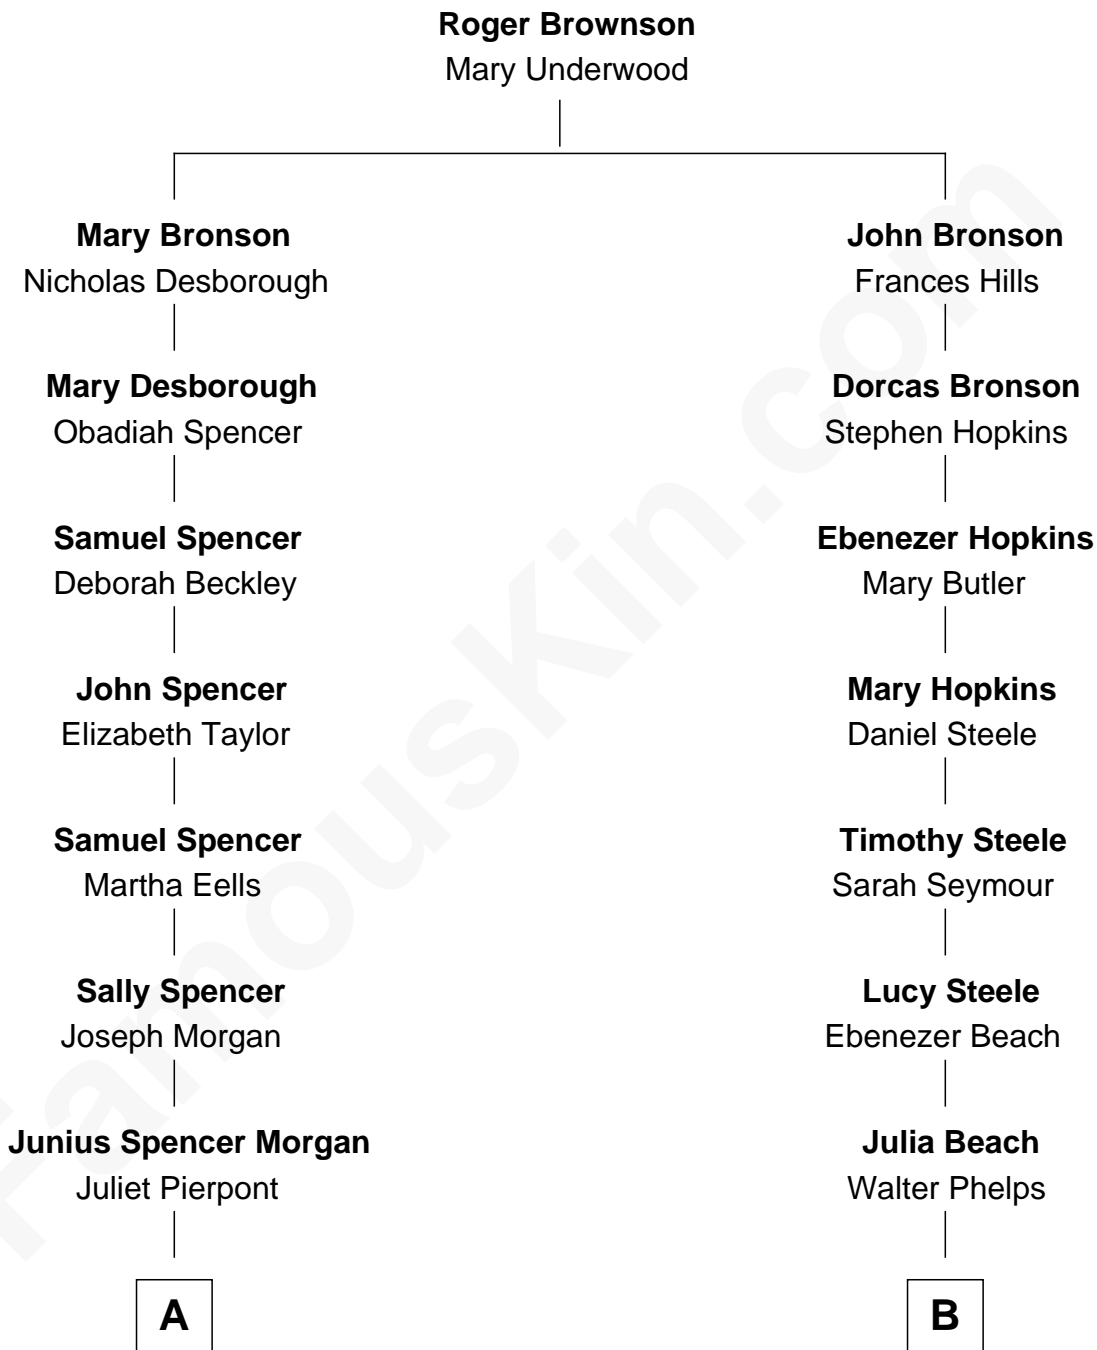 Roger Brownson
Mary Underwood
Mary Bronson
Nicholas Desborough
John Bronson
Frances Hills
Mary Desborough
Obadiah Spencer
Dorcas Bronson
Stephen Hopkins
Samuel Spencer
Deborah Beckley
Ebenezer Hopkins
Mary Butler
John Spencer
Elizabeth Taylor
Mary Hopkins
Daniel Steele
Samuel Spencer
Martha Eells
Timothy Steele
Sarah Seymour
Sally Spencer
Joseph Morgan
Lucy Steele
Ebenezer Beach
Junius Spencer Morgan
Juliet Pierpont
Julia Beach
Walter Phelps
A
B
FamousKin.com